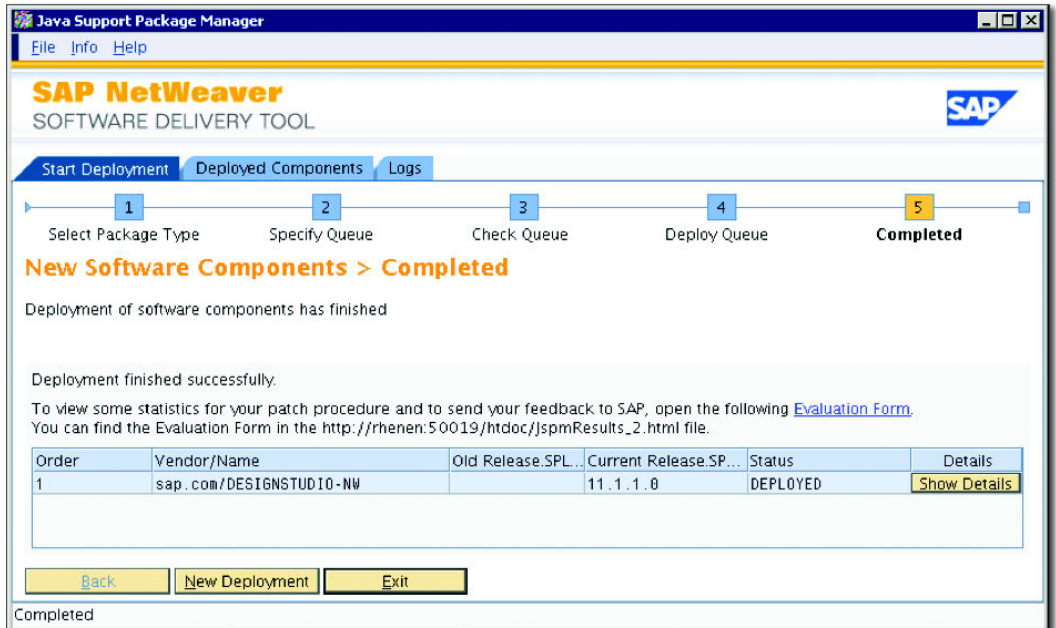 Java Support Package Manager
File Info Help
SAP NetWeaver
SAP
SOFTWARE DELIVERY TOOL
Start Deployment Deployed Components Logs
1 2 3 4 5
Select Package Type Specify Queue Check Queue Deploy Queue Completed
New Software Components > Completed
Deployment of software components has finished
Deployment finished successfully.
To view some statistics for your patch procedure and to send your feedback to SAP, open the following Evaluation Form.
You can find the Evaluation Form in the http://rhenen:50019/htdoc/JspmResults_2.html file.
Order Vendor/Name Old Release.SPL... Current Release.SP... Status Details
1 sap.com/DESIGNSTUDIO-NW 11.1.1.0 DEPLOYED Show Details
Back New Deployment Exit
Completed